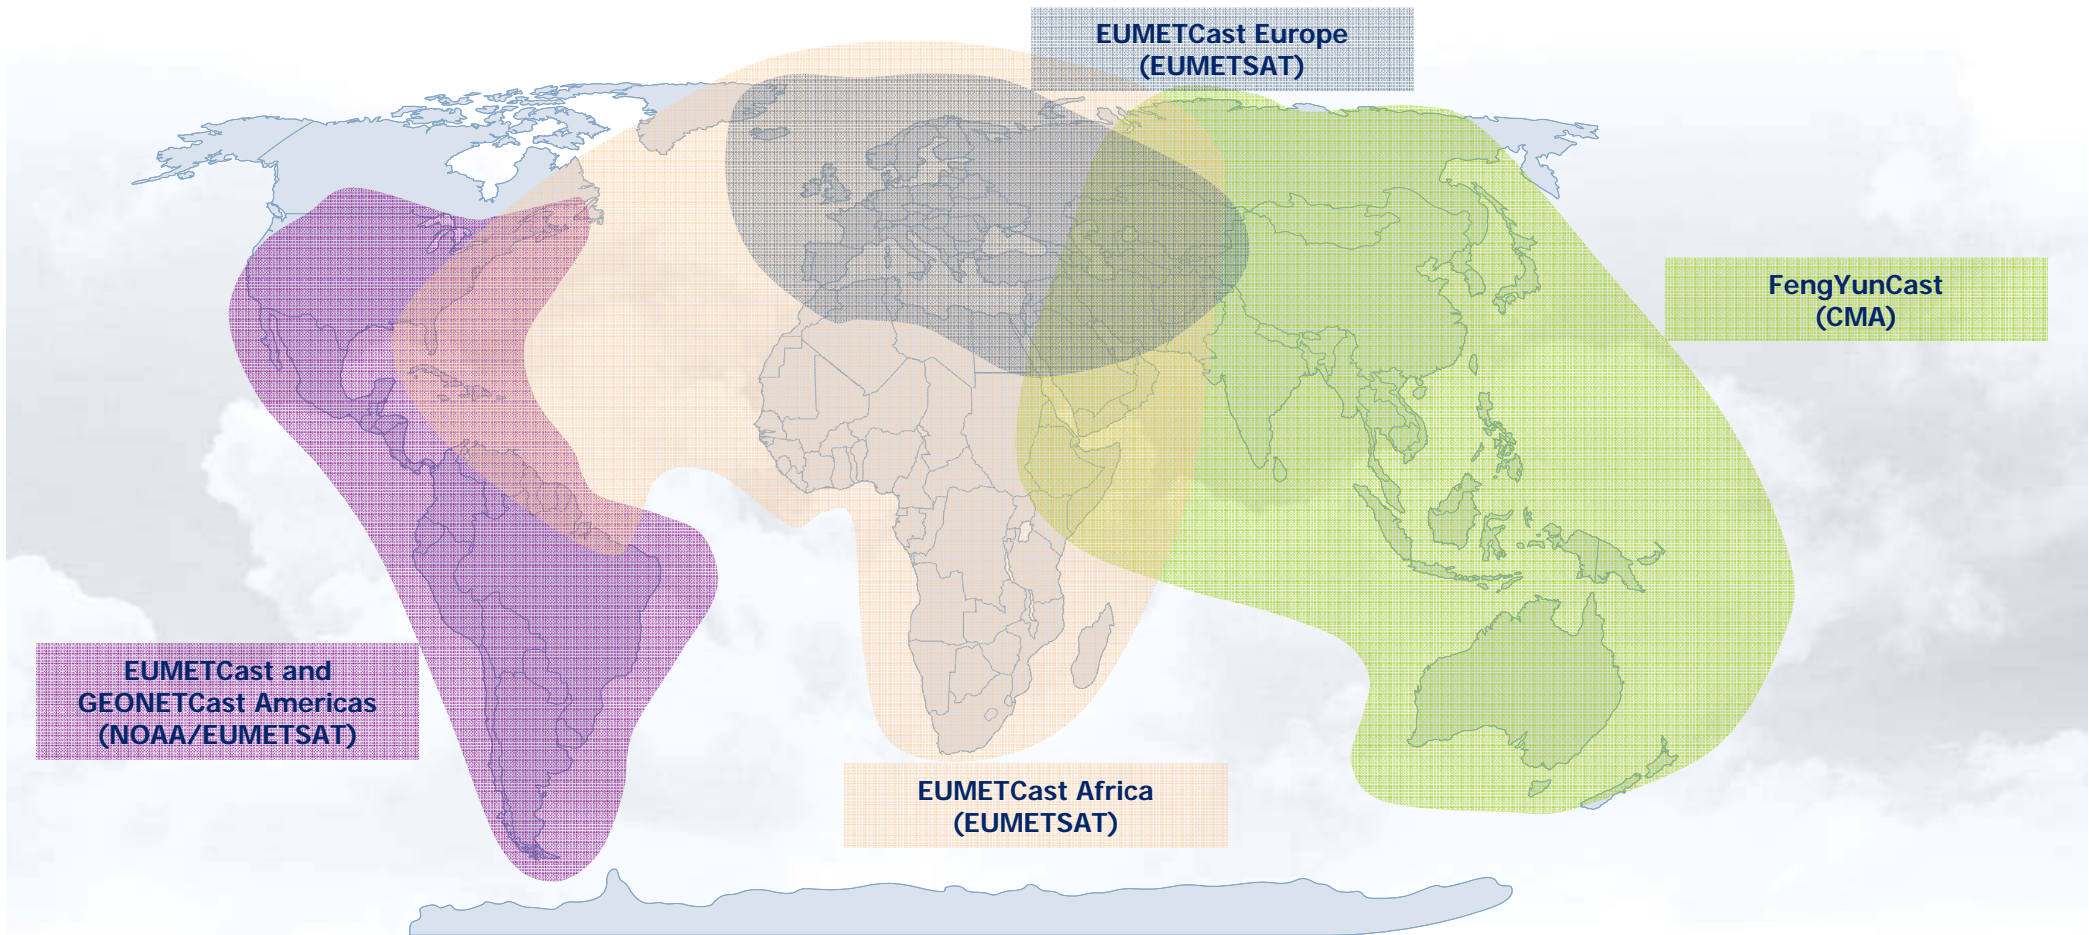 EUMETCast Europe
(EUMETSAT)
FengYunCast
(CMA)
EUMETCast and
GEONETCast Americas
(NOAA/EUMETSAT)
EUMETCast Africa
(EUMETSAT)